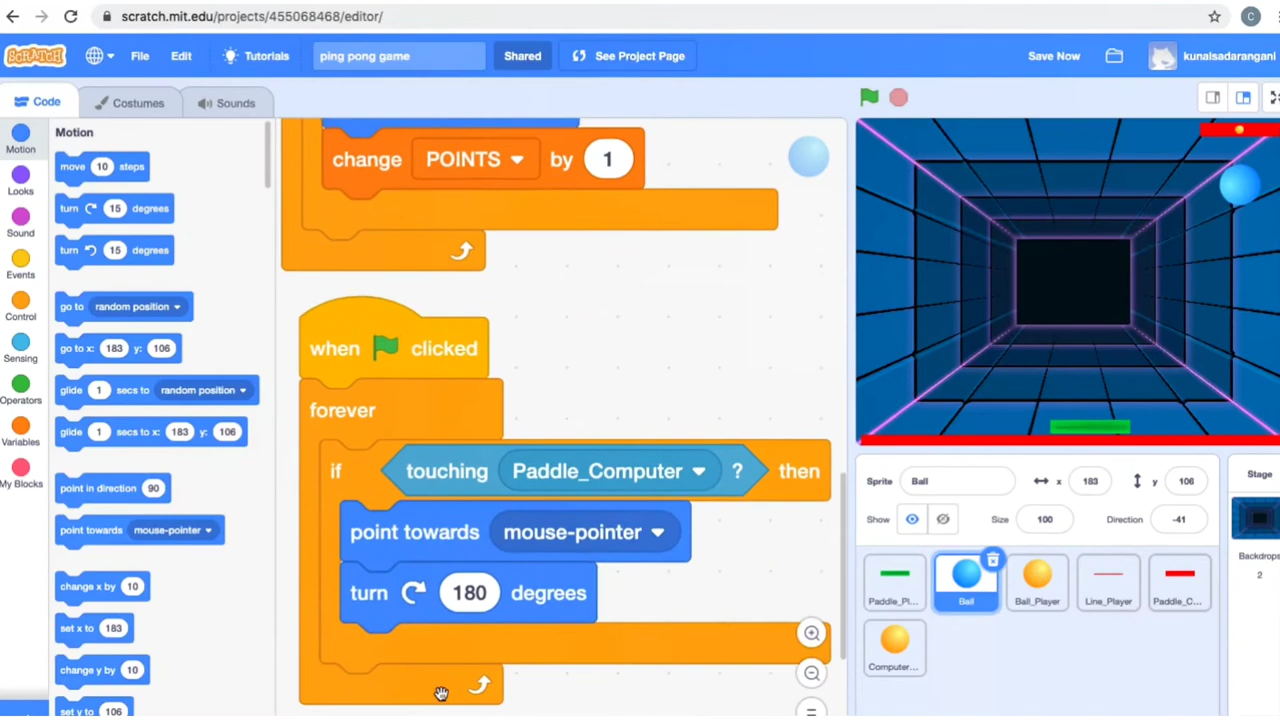 scratch.mit.edu/projects/455068468/editor/
C
SCRATCH
File
Edit
Tutorials
ping pong game
Shared
See Project Page
Save Now
kunalsadarangani
Code
Costumes
Sounds
Motion
Looks
Sound
Events
Control
Sensing
Operators
Variables
My Blocks
Motion
move 10 steps
turn 15 degrees
turn 15 degrees
go to random position
go to x: 183 y: 106
glide 1 secs to random position
glide 1 secs to x: 183 y: 106
point in direction 90
point towards mouse-pointer
change x by 10
set x to 183
change y by 10
set y to 106
change POINTS by 1
when clicked
forever
if touching Paddle_Computer ? then
point towards mouse-pointer
turn 180 degrees
Sprite Ball x 183 y 106
Show Size 100 Direction -41
Paddle_Pl...
Ball
Ball_Player
Line_Player
Paddle_C...
Computer...
Stage
Backdrops
2